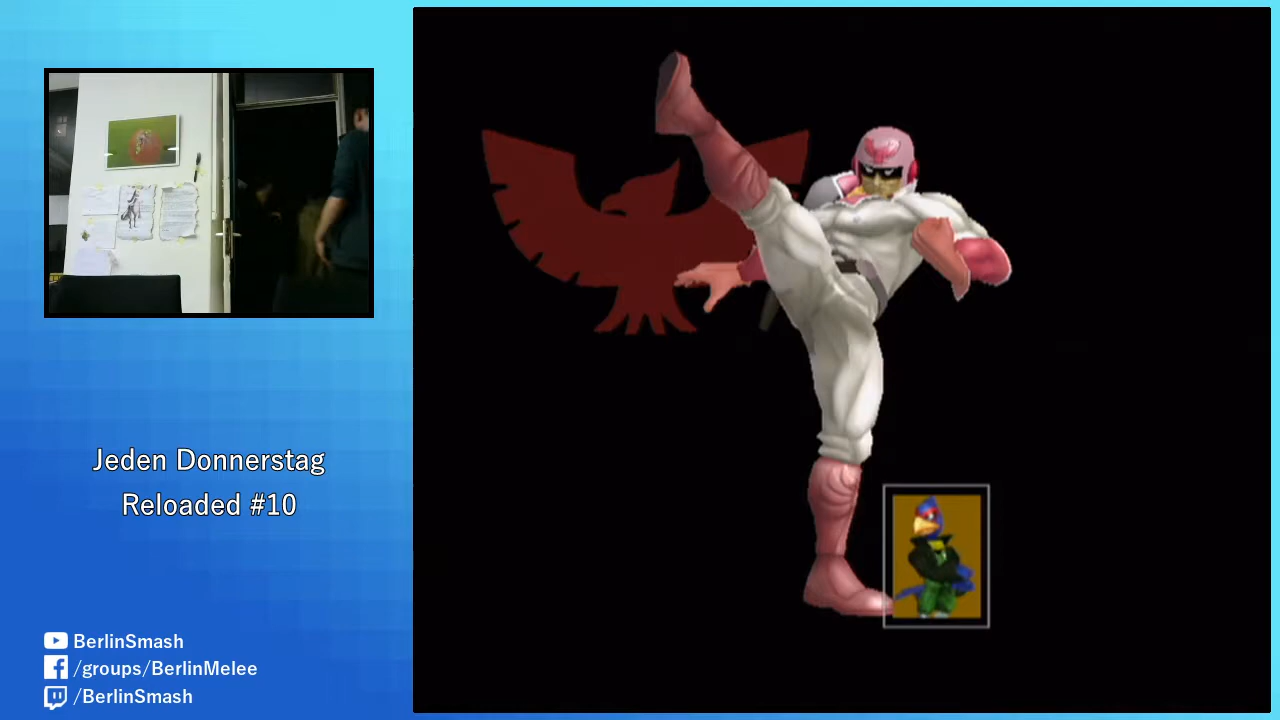 Jeden Donnerstag
Reloaded #10
BerlinSmash
/groups/BerlinMelee
/BerlinSmash